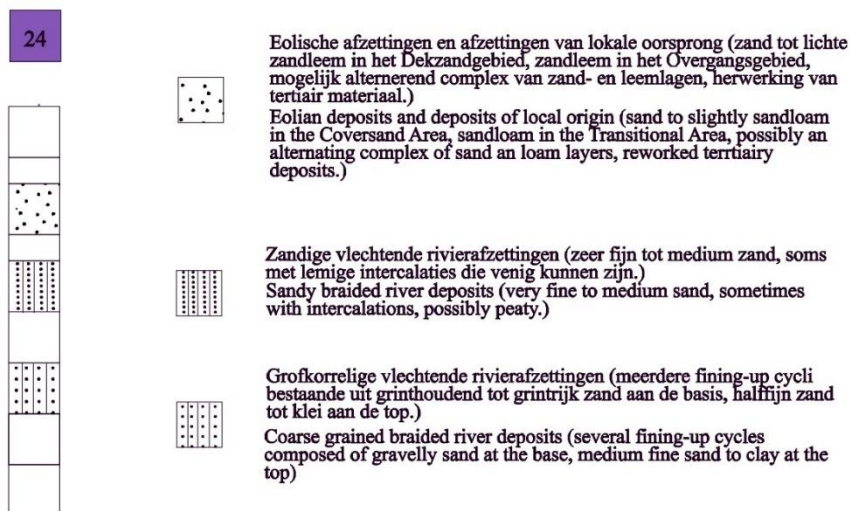 24
Eolische afzettingen en afzettingen van lokale oorsprong (zand tot lichte
zandleem in het Dekzandgebied, zandleem in het Overgangsgebied,
mogelijk alternerend complex van zand- en leemlagen, herwerking van
tertiair materiaal.)
Eolian deposits and deposits of local origin (sand to slightly sandloam
in the Coversand Area, sandloam in the Transitional Area, possibly an
alternating complex of sand an loam layers, reworked terrtiairy
deposits.)
Zandige vlechtende rivierafzettingen (zeer fijn tot medium zand, soms
met lemige intercalaties die venig kunnen zijn.)
Sandy braided river deposits (very fine to medium sand, sometimes
with intercalations, possibly peaty.)
Grofkorrelige vlechtende rivierafzettingen (meerdere fining-up cycli
bestaande uit grinthoudend tot grintrijk zand aan de basis, halffijn zand
tot klei aan de top.)
Coarse grained braided river deposits (several fining-up cycles
composed of gravelly sand at the base, medium fine sand to clay at the
top)